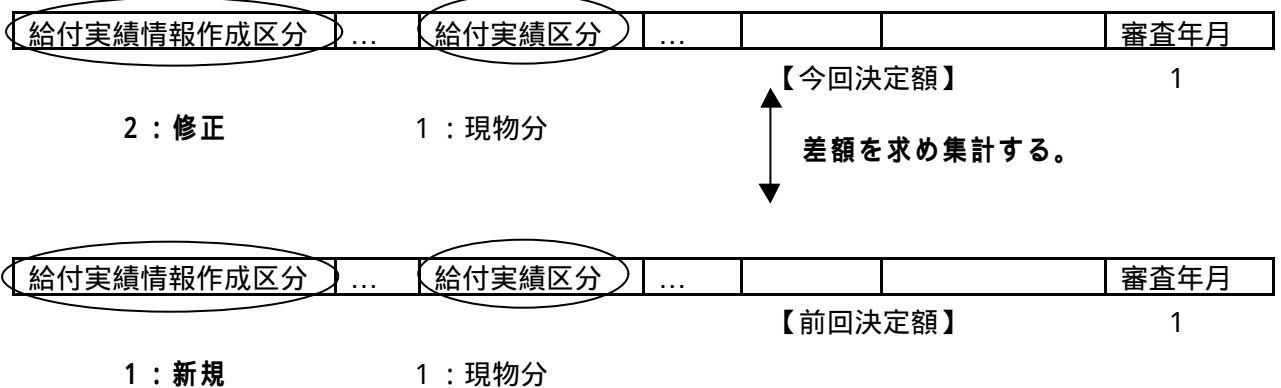 給付実績情報作成区分 … 給付実績区分 … 審査年月
【今回決定額】 1
2：修正 1：現物分
差額を求め集計する。
給付実績情報作成区分 … 給付実績区分 … 審査年月
【前回決定額】 1
1：新規 1：現物分